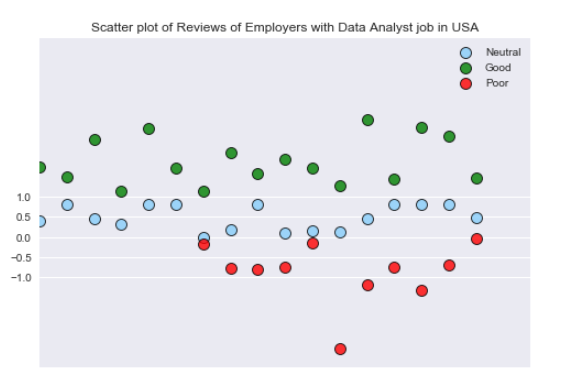 Scatter plot of Reviews of Employers with Data Analyst job in USA
Neutral
Good
Poor
1.0
0.5
0.0
−0.5
−1.0